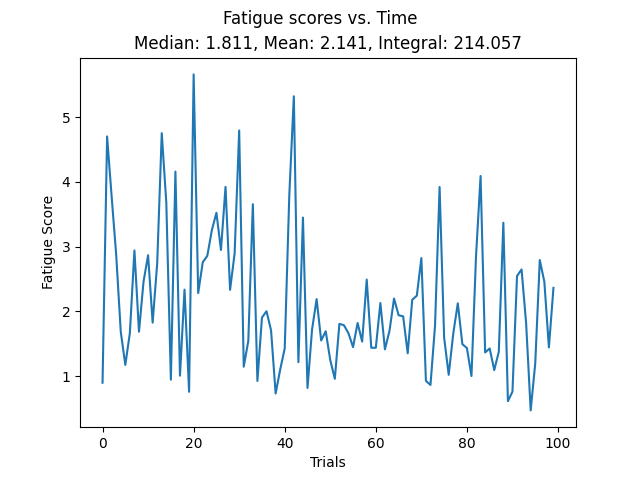 Fatigue scores vs. Time
Median: 1.811, Mean: 2.141, Integral: 214.057
Fatigue Score
5
4
3
2
1
0 20 40 60 80 100
Trials